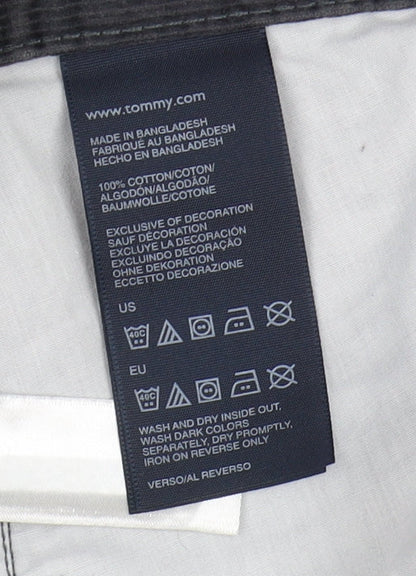 www.tommy.com
MADE IN BANGLADESH
FABRIQUÉ AU BANGLADESH
HECHO EN BANGLADESH
100% COTTON/COTON/
ALGODÓN/ALGODÃO/
BAUMWOLLE/COTONE
EXCLUSIVE OF DECORATION
SAUF DÉCORATION
EXCLUYE LA DECORACIÓN
EXCLUINDO DECORAÇÃO
OHNE DEKORATION
ECCETTO DECORAZIONE
US
40C
EU
40C
WASH AND DRY INSIDE OUT,
WASH DARK COLORS
SEPARATELY, DRY PROMPTLY,
IRON ON REVERSE ONLY
VERSO/AL REVERSO